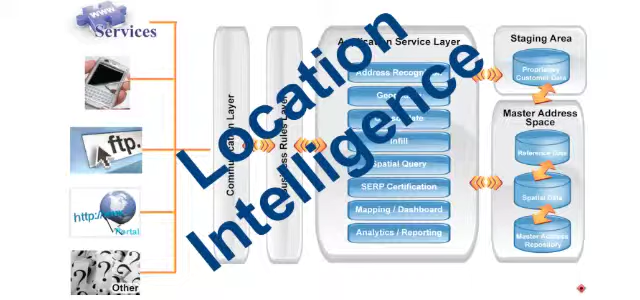 WWW
Services
ftp.
http://
Portal
Other
Communication Layer
Business Rules Layer
Application Service Layer
Address Recogn
Geo
Infill
Spatial Query
SERP Certification
Mapping / Dashboard
Analytics / Reporting
Location
Intelligence
Staging Area
Proprietary
Customer Data
Master Address
Space
Reference Data
Spatial Data
Master Address
Repository